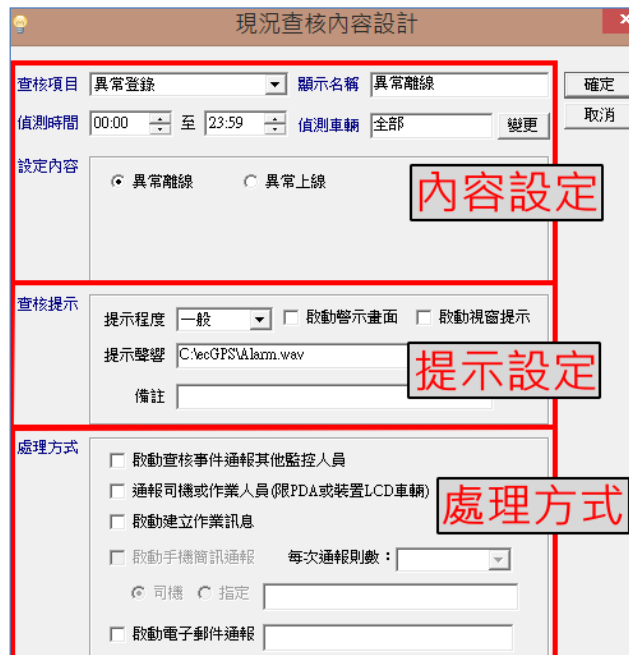 現況查核內容設計
查核項目 異常登錄 顯示名稱 異常離線 確定
偵測時間 00:00 至 23:59 偵測車輛 全部 變更 取消
設定內容 異常離線 異常上線
內容設定
查核提示
提示程度 一般 啟動警示畫面 啟動視窗提示
提示聲響 C:\ecGPS\Alarm.wav
提示設定
備註
處理方式
啟動查核事件通報其他監控人員
通報司機或作業人員(限PDA或裝置LCD車輛)
處理方式
啟動建立作業訊息
啟動手機簡訊通報 每次通報則數：
司機 指定
啟動電子郵件通報